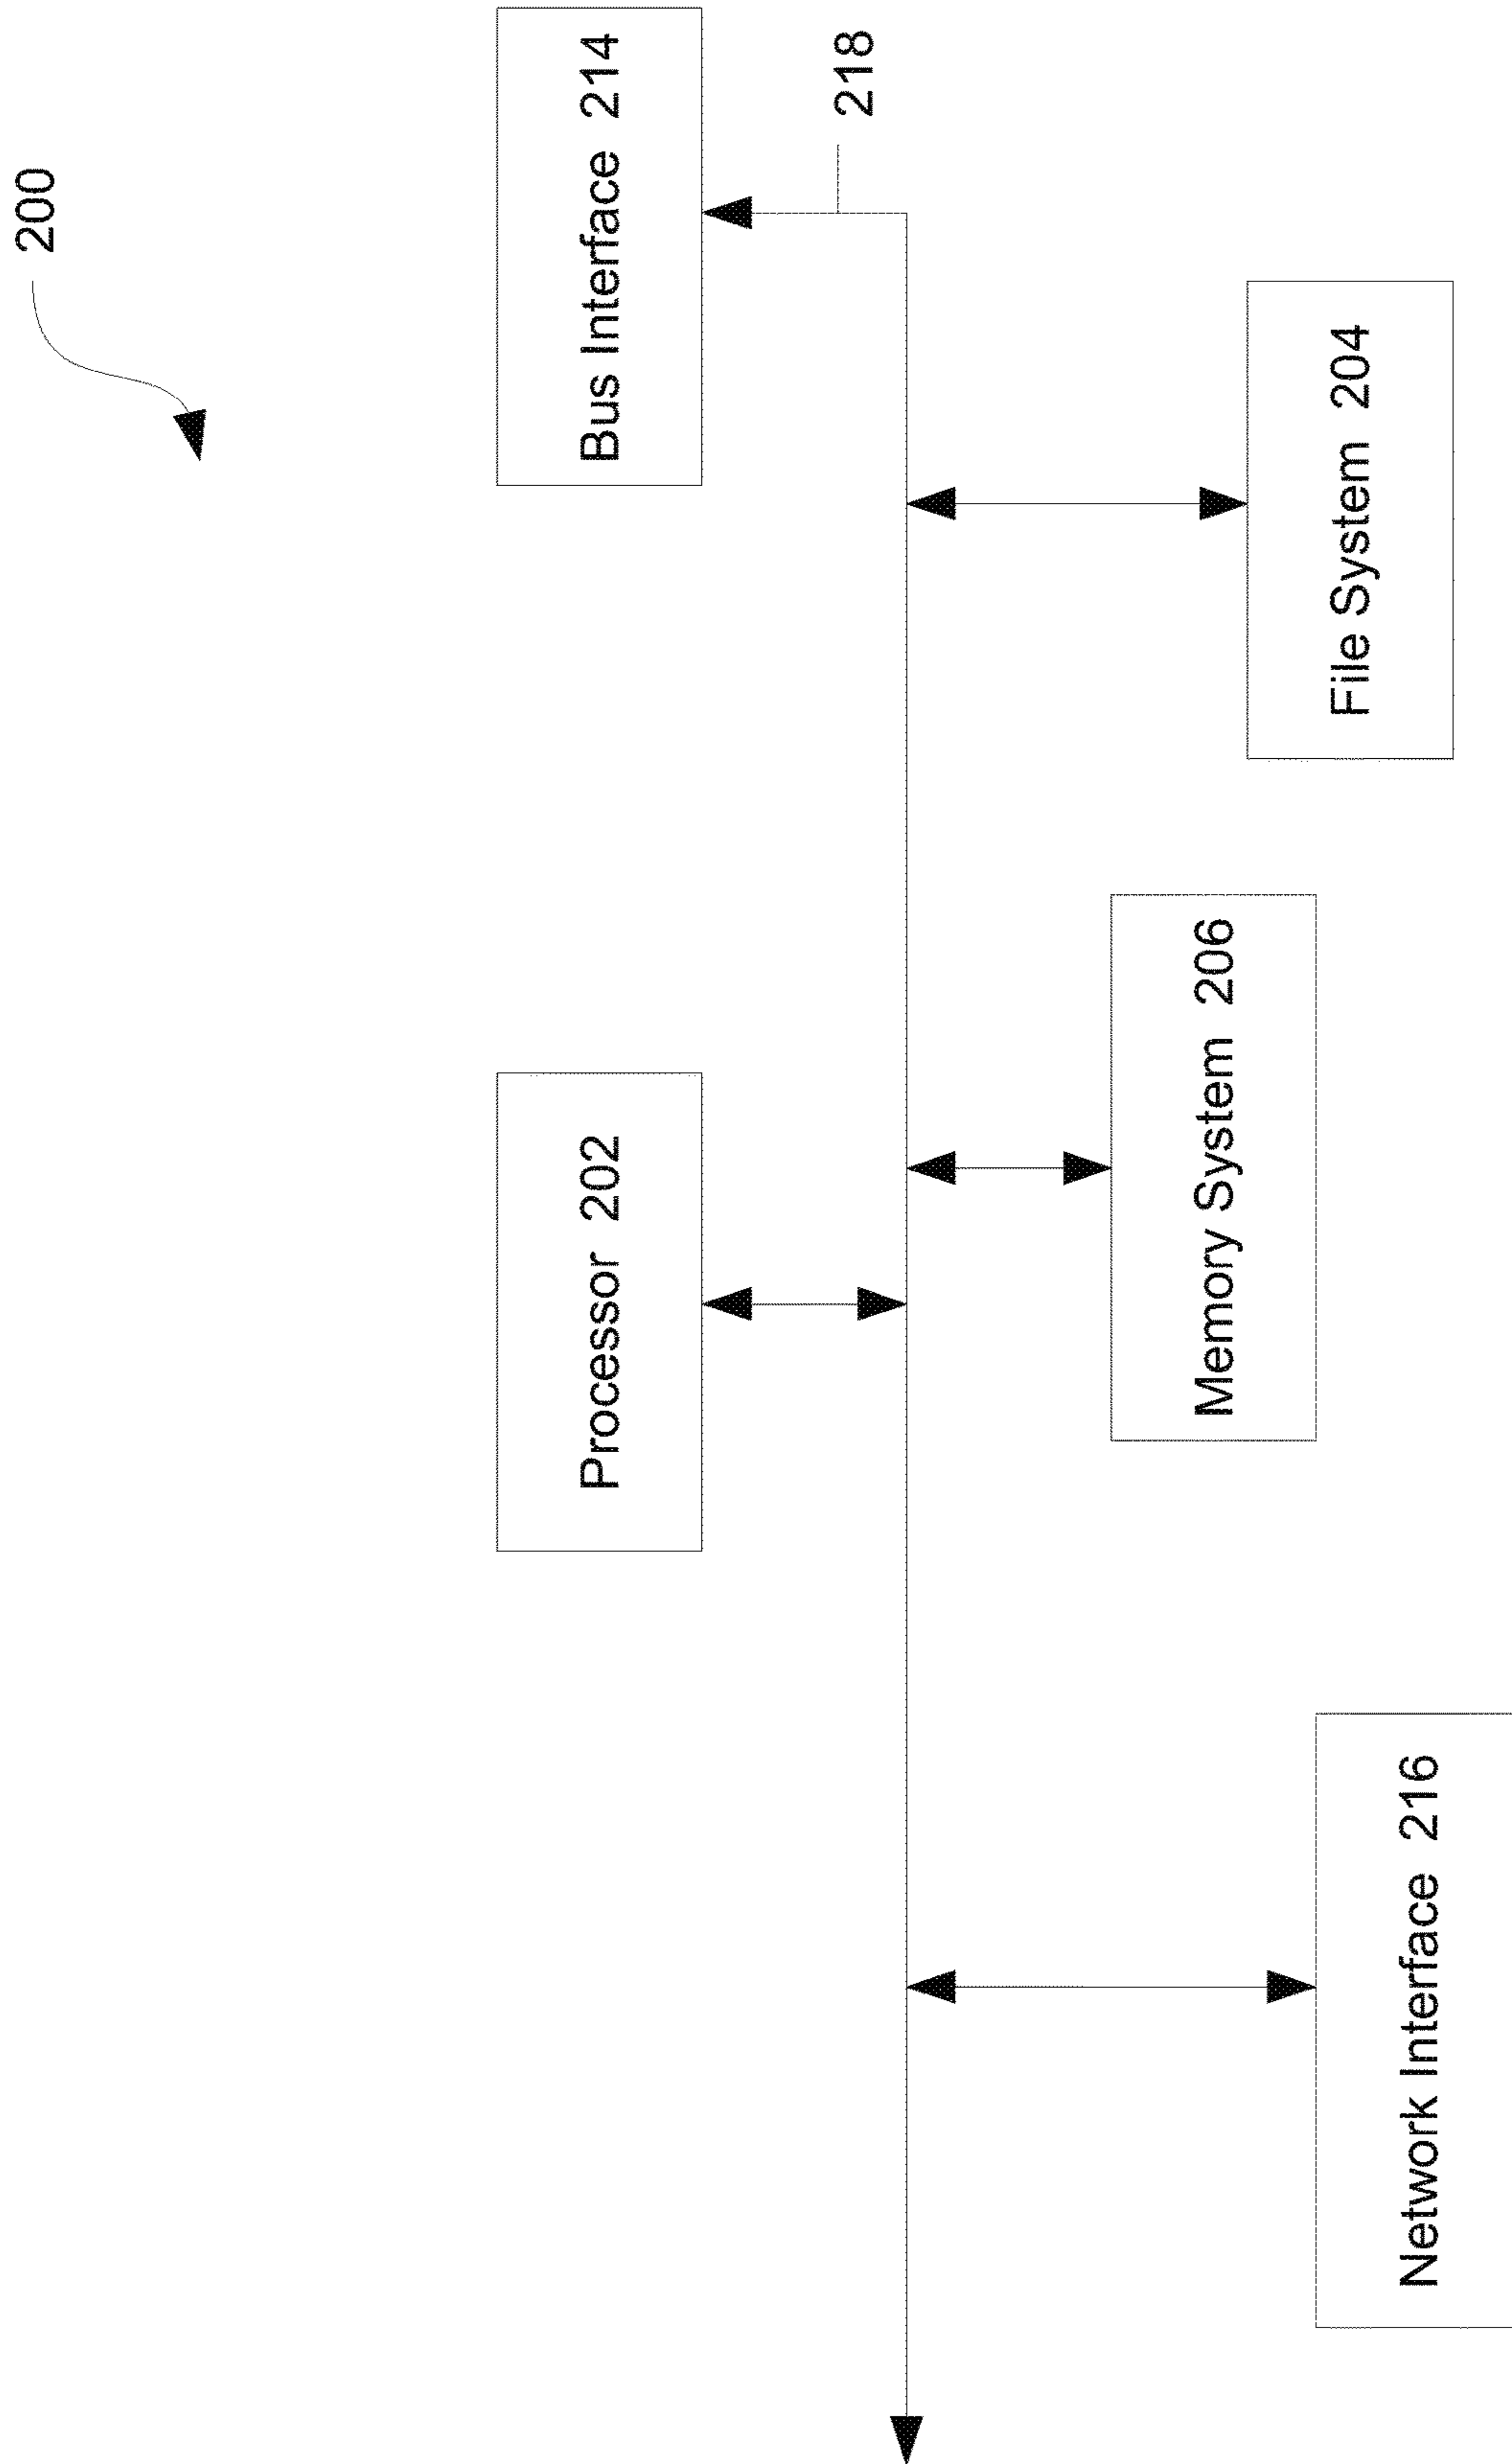 200
Bus Interface 214
218
File System 204
Processor 202
Memory System 206
Network Interface 216